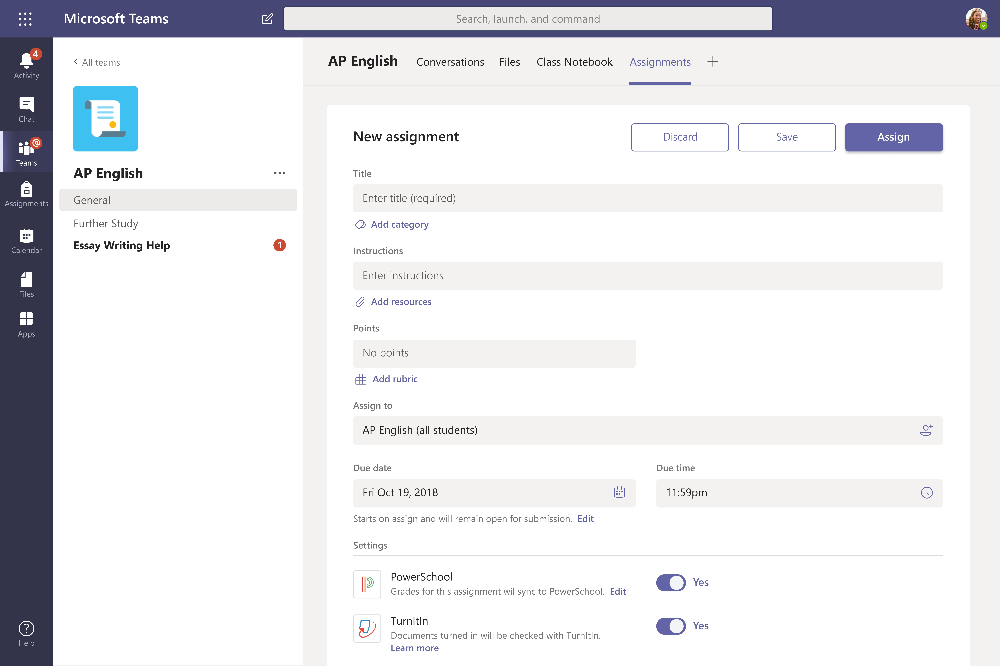 Microsoft Teams
Search, launch, and command
4
Activity
Chat
@
Teams
Assignments
Calendar
Files
Apps
Help
All teams
AP English
General
Further Study
Essay Writing Help 1
AP English Conversations Files Class Notebook Assignments
New assignment
Discard Save Assign
Title
Enter title (required)
Add category
Instructions
Enter instructions
Add resources
Points
No points
Add rubric
Assign to
AP English (all students)
Due date Due time
Fri Oct 19, 2018 11:59pm
Starts on assign and will remain open for submission. Edit
Settings
PowerSchool
Grades for this assignment wil sync to PowerSchool. Edit
Yes
TurnItIn
Documents turned in will be checked with TurnItIn.
Learn more
Yes